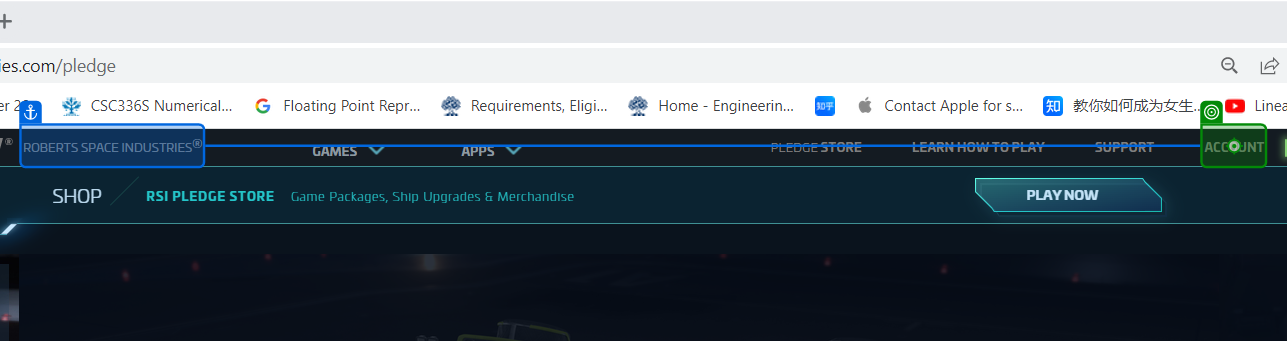 ies.com/pledge
CSC336S Numerical... Floating Point Repr... Requirements, Eligi... Home - Engineerin... 知乎 Contact Apple for s... 知 教你如何成为女生... Linea
ROBERTS SPACE INDUSTRIES® GAMES APPS PLEDGE STORE LEARN HOW TO PLAY SUPPORT ACCOUNT
SHOP RSI PLEDGE STORE Game Packages, Ship Upgrades & Merchandise PLAY NOW